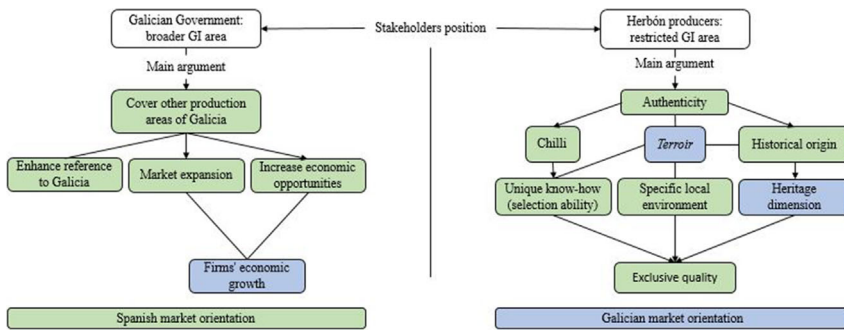 Galician Government:
broader GI area
Stakeholders position
Herbón producers:
restricted GI area
Main argument
Main argument
Cover other production
areas of Galicia
Authenticity
Chilli
Terroir
Historical origin
Enhance reference
to Galicia
Market expansion
Increase economic
opportunities
Unique know-how
(selection ability)
Specific local
environment
Heritage
dimension
Firms' economic
growth
Exclusive quality
Spanish market orientation
Galician market orientation